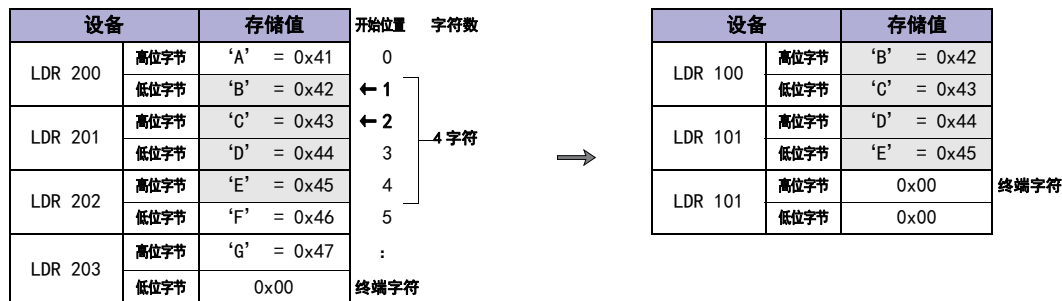 设备 存储值 开始位置 字符数
LDR 200 高位字节 ‘A’ = 0x41 0
低位字节 ‘B’ = 0x42 ← 1
LDR 201 高位字节 ‘C’ = 0x43 ← 2
低位字节 ‘D’ = 0x44 3
4 字符
LDR 202 高位字节 ‘E’ = 0x45 4
低位字节 ‘F’ = 0x46 5
LDR 203 高位字节 ‘G’ = 0x47 :
低位字节 0x00 终端字符
设备 存储值
LDR 100 高位字节 ‘B’ = 0x42
低位字节 ‘C’ = 0x43
LDR 101 高位字节 ‘D’ = 0x44
低位字节 ‘E’ = 0x45
LDR 101 高位字节 0x00 终端字符
低位字节 0x00